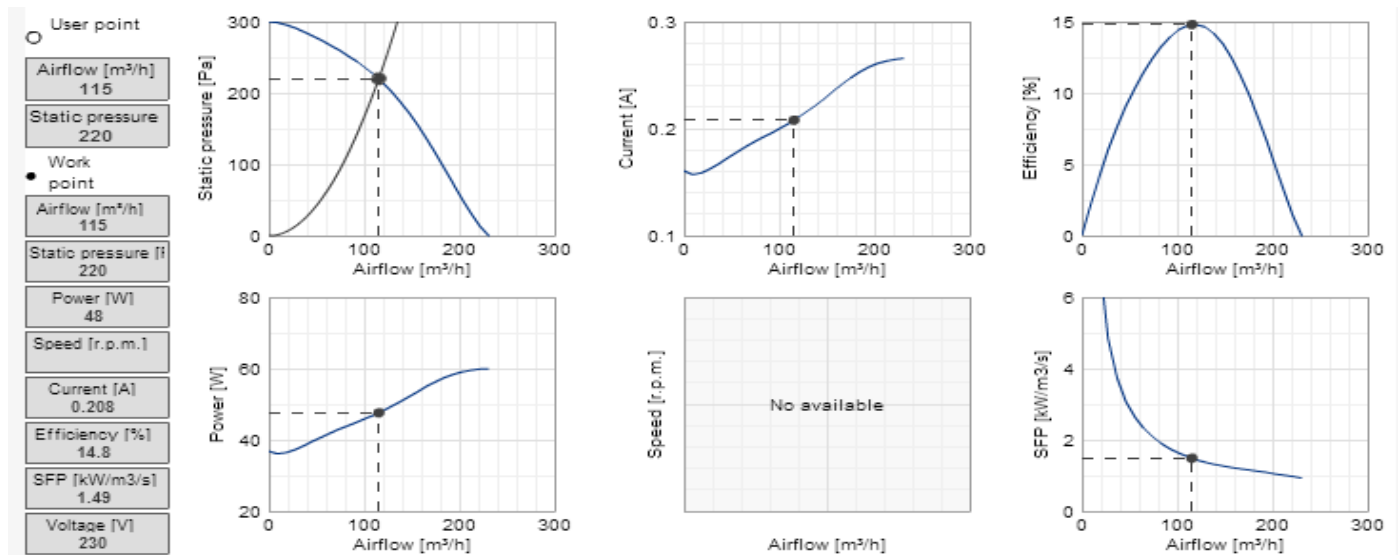 User point
Airflow [m³/h]
115
Static pressure
220
Work
point
Airflow [m³/h]
115
Static pressure [
220
Power [W]
48
Speed [r.p.m.]
Current [A]
0.208
Efficiency [%]
14.8
SFP [kW/m3/s]
1.49
Voltage [V]
230
Static pressure [Pa]
300
200
100
0
0
100
200
300
Airflow [m³/h]
Current [A]
0.3
0.2
0.1
0
100
200
300
Airflow [m³/h]
Efficiency [%]
15
10
5
0
0
100
200
300
Airflow [m³/h]
Power [W]
80
60
40
20
0
100
200
300
Airflow [m³/h]
Speed [r.p.m.]
No available
Airflow [m³/h]
SFP [kW/m3/s]
6
4
2
0
0
100
200
300
Airflow [m³/h]